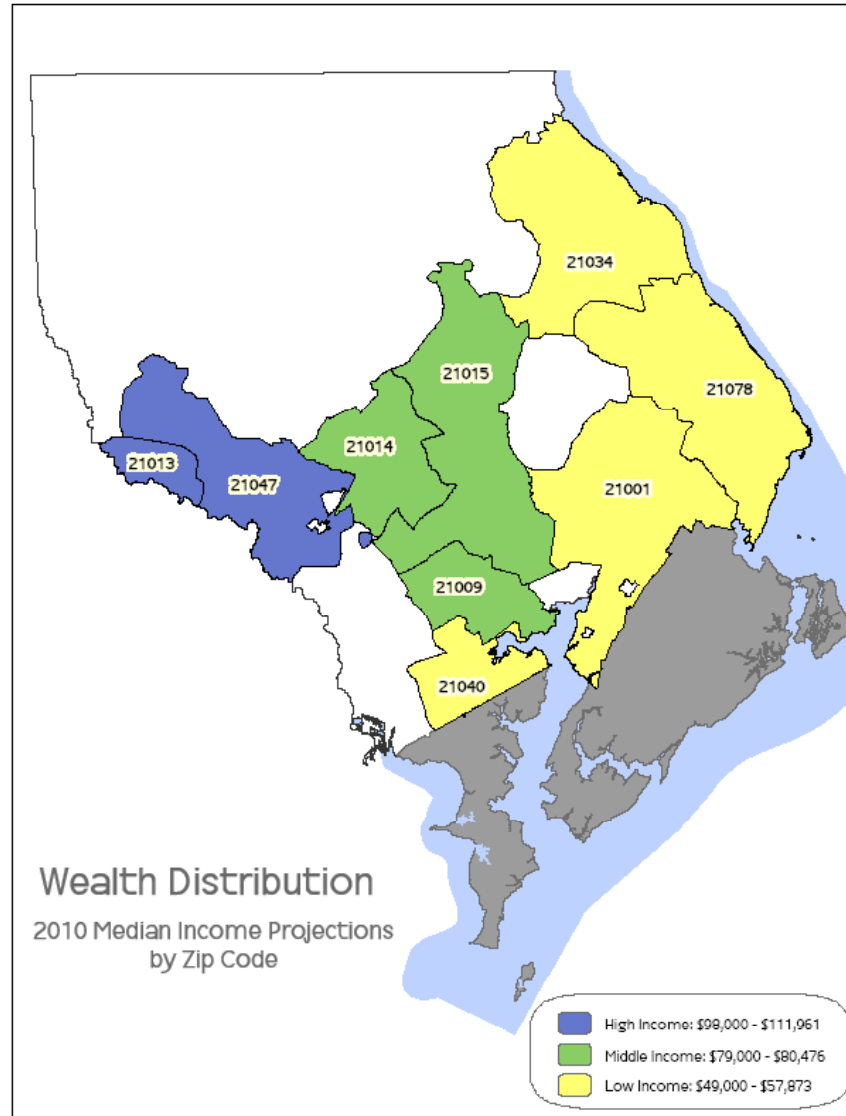 21034
21015
21078
21014
21013
21047
21001
21009
21040
Wealth Distribution
2010 Median Income Projections
by Zip Code
High Income: $98,000 - $111,961
Middle Income: $79,000 - $80,476
Low Income: $49,000 - $57,873